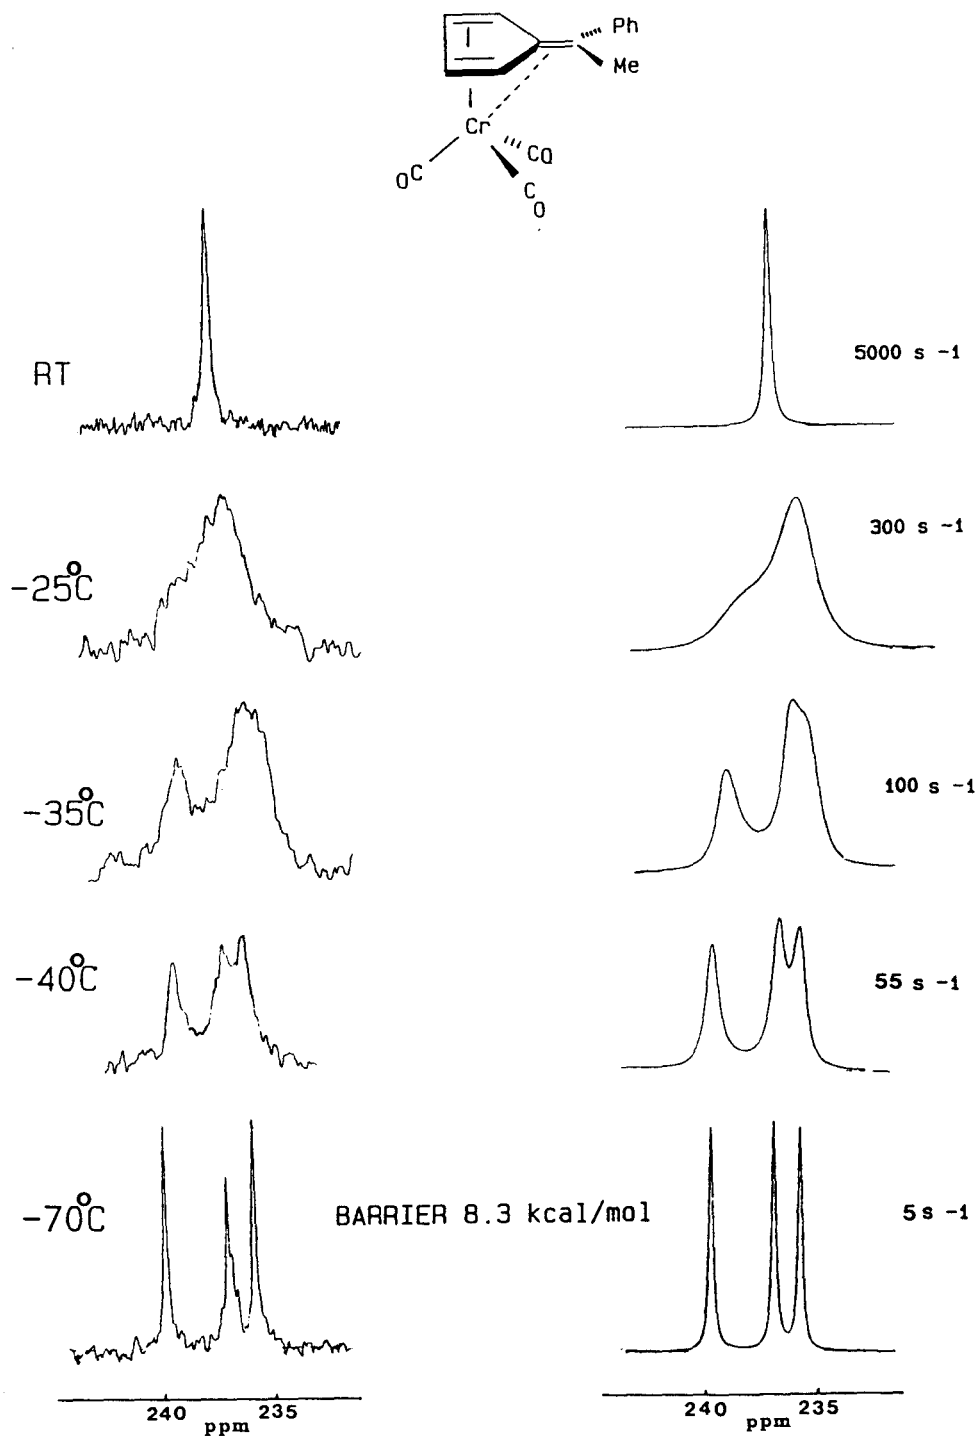 Ph
Me
Cr
OC
CO
C
O
RT
5000 s -1
-25°C
300 s -1
-35°C
100 s -1
-40°C
55 s -1
-70°C
BARRIER 8.3 kcal/mol
5 s -1
240
235
ppm
240
235
ppm